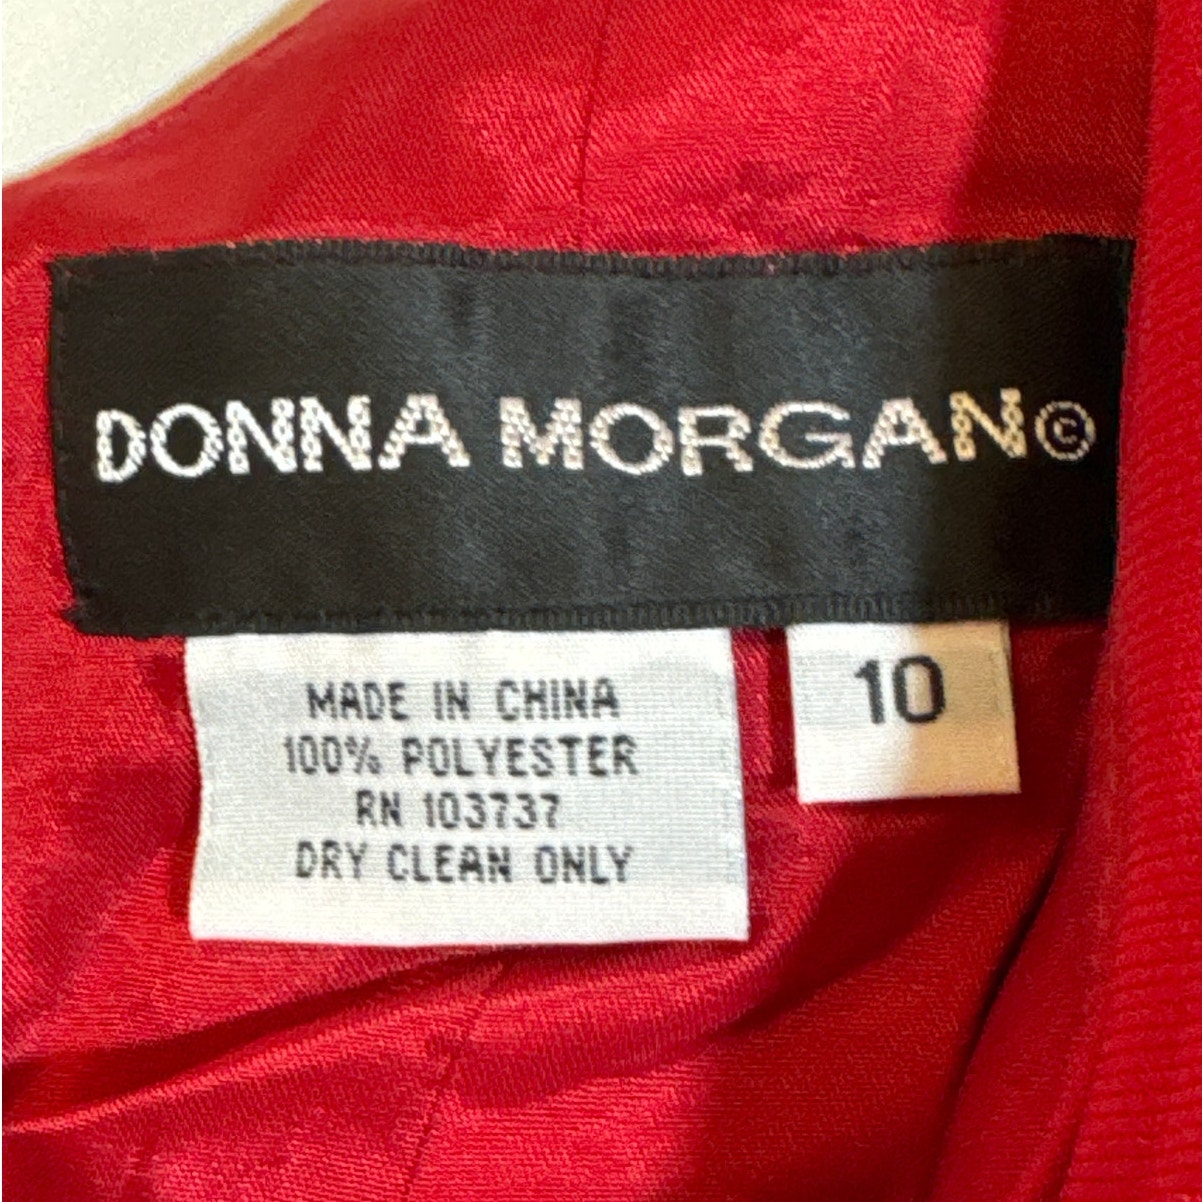 DONNA MORGAN©
MADE IN CHINA
100% POLYESTER
RN 103737
DRY CLEAN ONLY
10